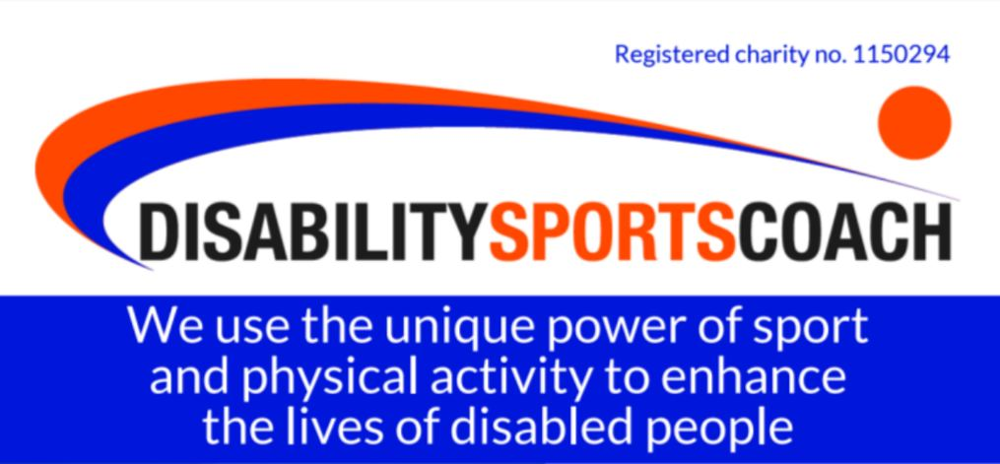 Registered charity no. 1150294
DISABILITYSPORTSCOACH
We use the unique power of sport
and physical activity to enhance
the lives of disabled people